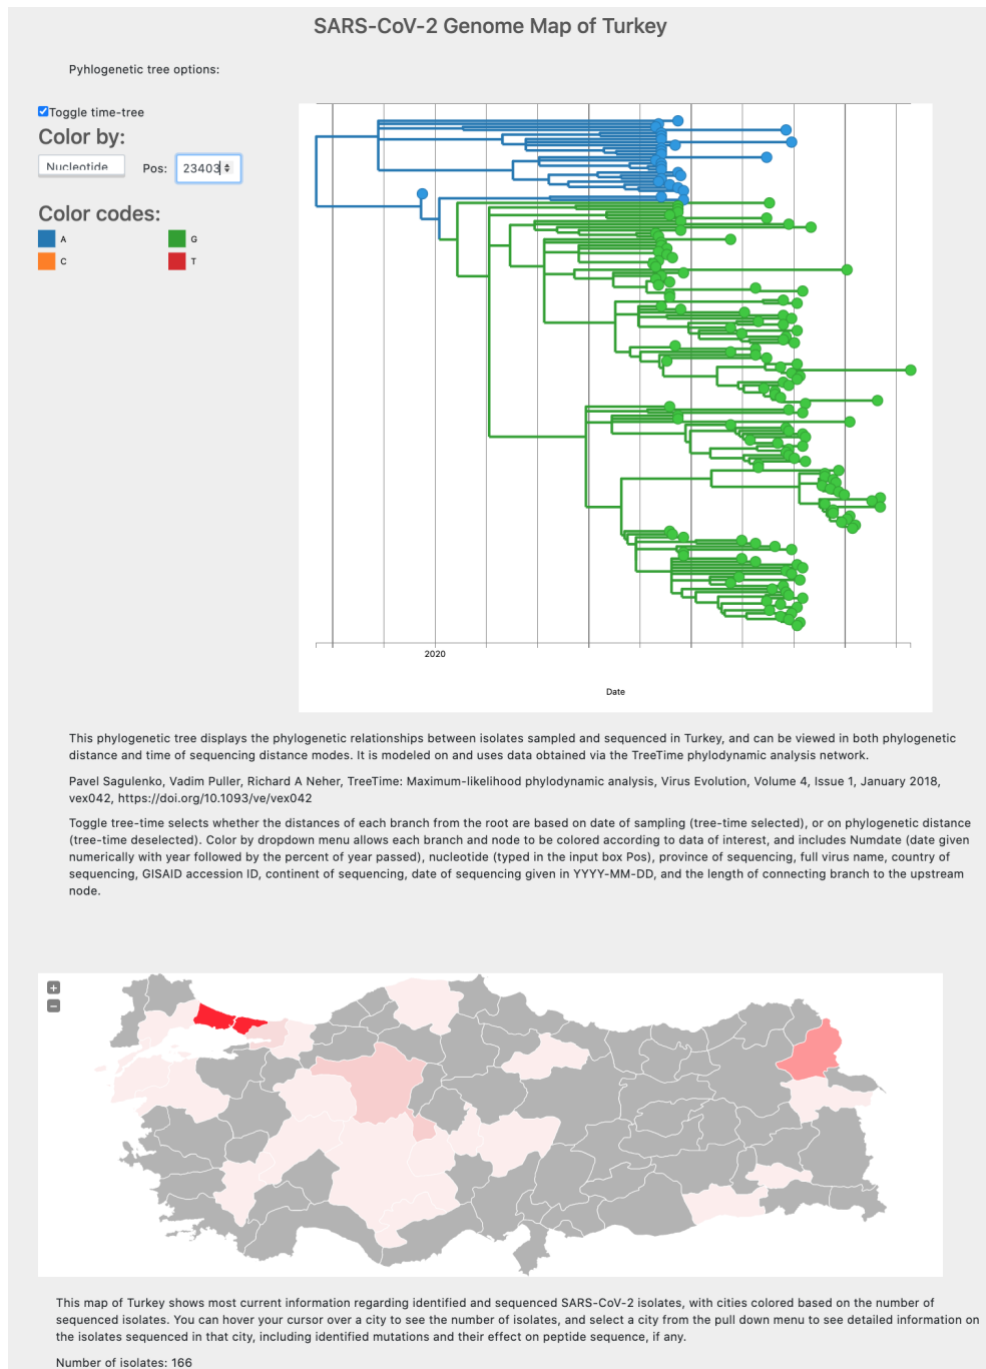 SARS-CoV-2 Genome Map of Turkey
Pyhlogenetic tree options:
Toggle time-tree
Color by:
Nucleotide
Pos:
23403
Color codes:
A
G
C
T
2020
Date
This phylogenetic tree displays the phylogenetic relationships between isolates sampled and sequenced in Turkey, and can be viewed in both phylogenetic
distance and time of sequencing distance modes. It is modeled on and uses data obtained via the TreeTime phylodynamic analysis network.
Pavel Sagulenko, Vadim Puller, Richard A Neher, TreeTime: Maximum-likelihood phylodynamic analysis, Virus Evolution, Volume 4, Issue 1, January 2018,
vex042, https://doi.org/10.1093/ve/vex042
Toggle tree-time selects whether the distances of each branch from the root are based on date of sampling (tree-time selected), or on phylogenetic distance
(tree-time deselected). Color by dropdown menu allows each branch and node to be colored according to data of interest, and includes Numdate (date given
numerically with year followed by the percent of year passed), nucleotide (typed in the input box Pos), province of sequencing, full virus name, country of
sequencing, GISAID accession ID, continent of sequencing, date of sequencing given in YYYY-MM-DD, and the length of connecting branch to the upstream
node.
+
−
This map of Turkey shows most current information regarding identified and sequenced SARS-CoV-2 isolates, with cities colored based on the number of
sequenced isolates. You can hover your cursor over a city to see the number of isolates, and select a city from the pull down menu to see detailed information on
the isolates sequenced in that city, including identified mutations and their effect on peptide sequence, if any.
Number of isolates: 166